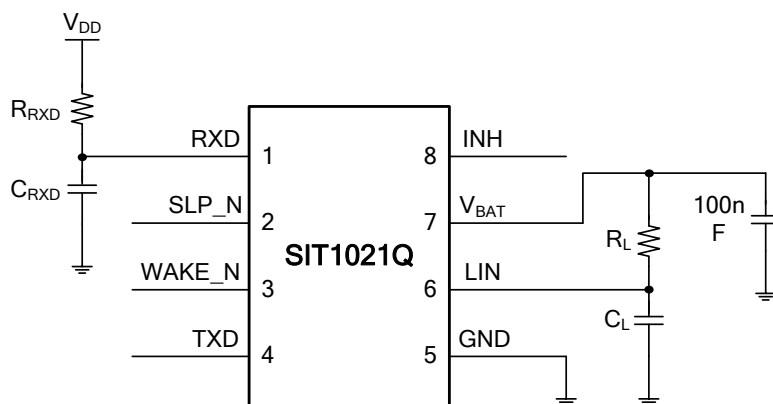 VDD
RRXD
RXD
1
8
INH
CRXD
SLP_N
2
7
VBAT
100n
F
RL
SIT1021Q
WAKE_N
3
6
LIN
CL
TXD
4
5
GND